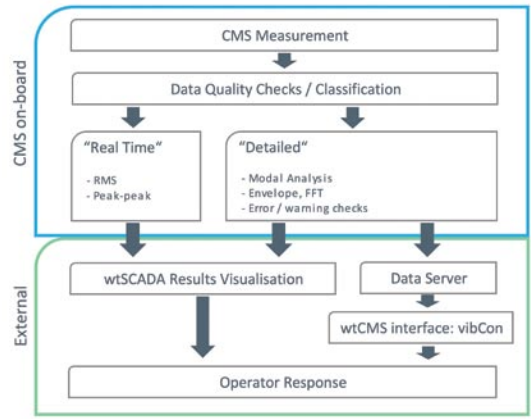 CMS on-board
CMS Measurement
Data Quality Checks / Classification
"Real Time"
- RMS
- Peak-peak
"Detailed"
- Modal Analysis
- Envelope, FFT
- Error / warning checks
External
wtSCADA Results Visualisation
Data Server
wtCMS interface: vibCon
Operator Response